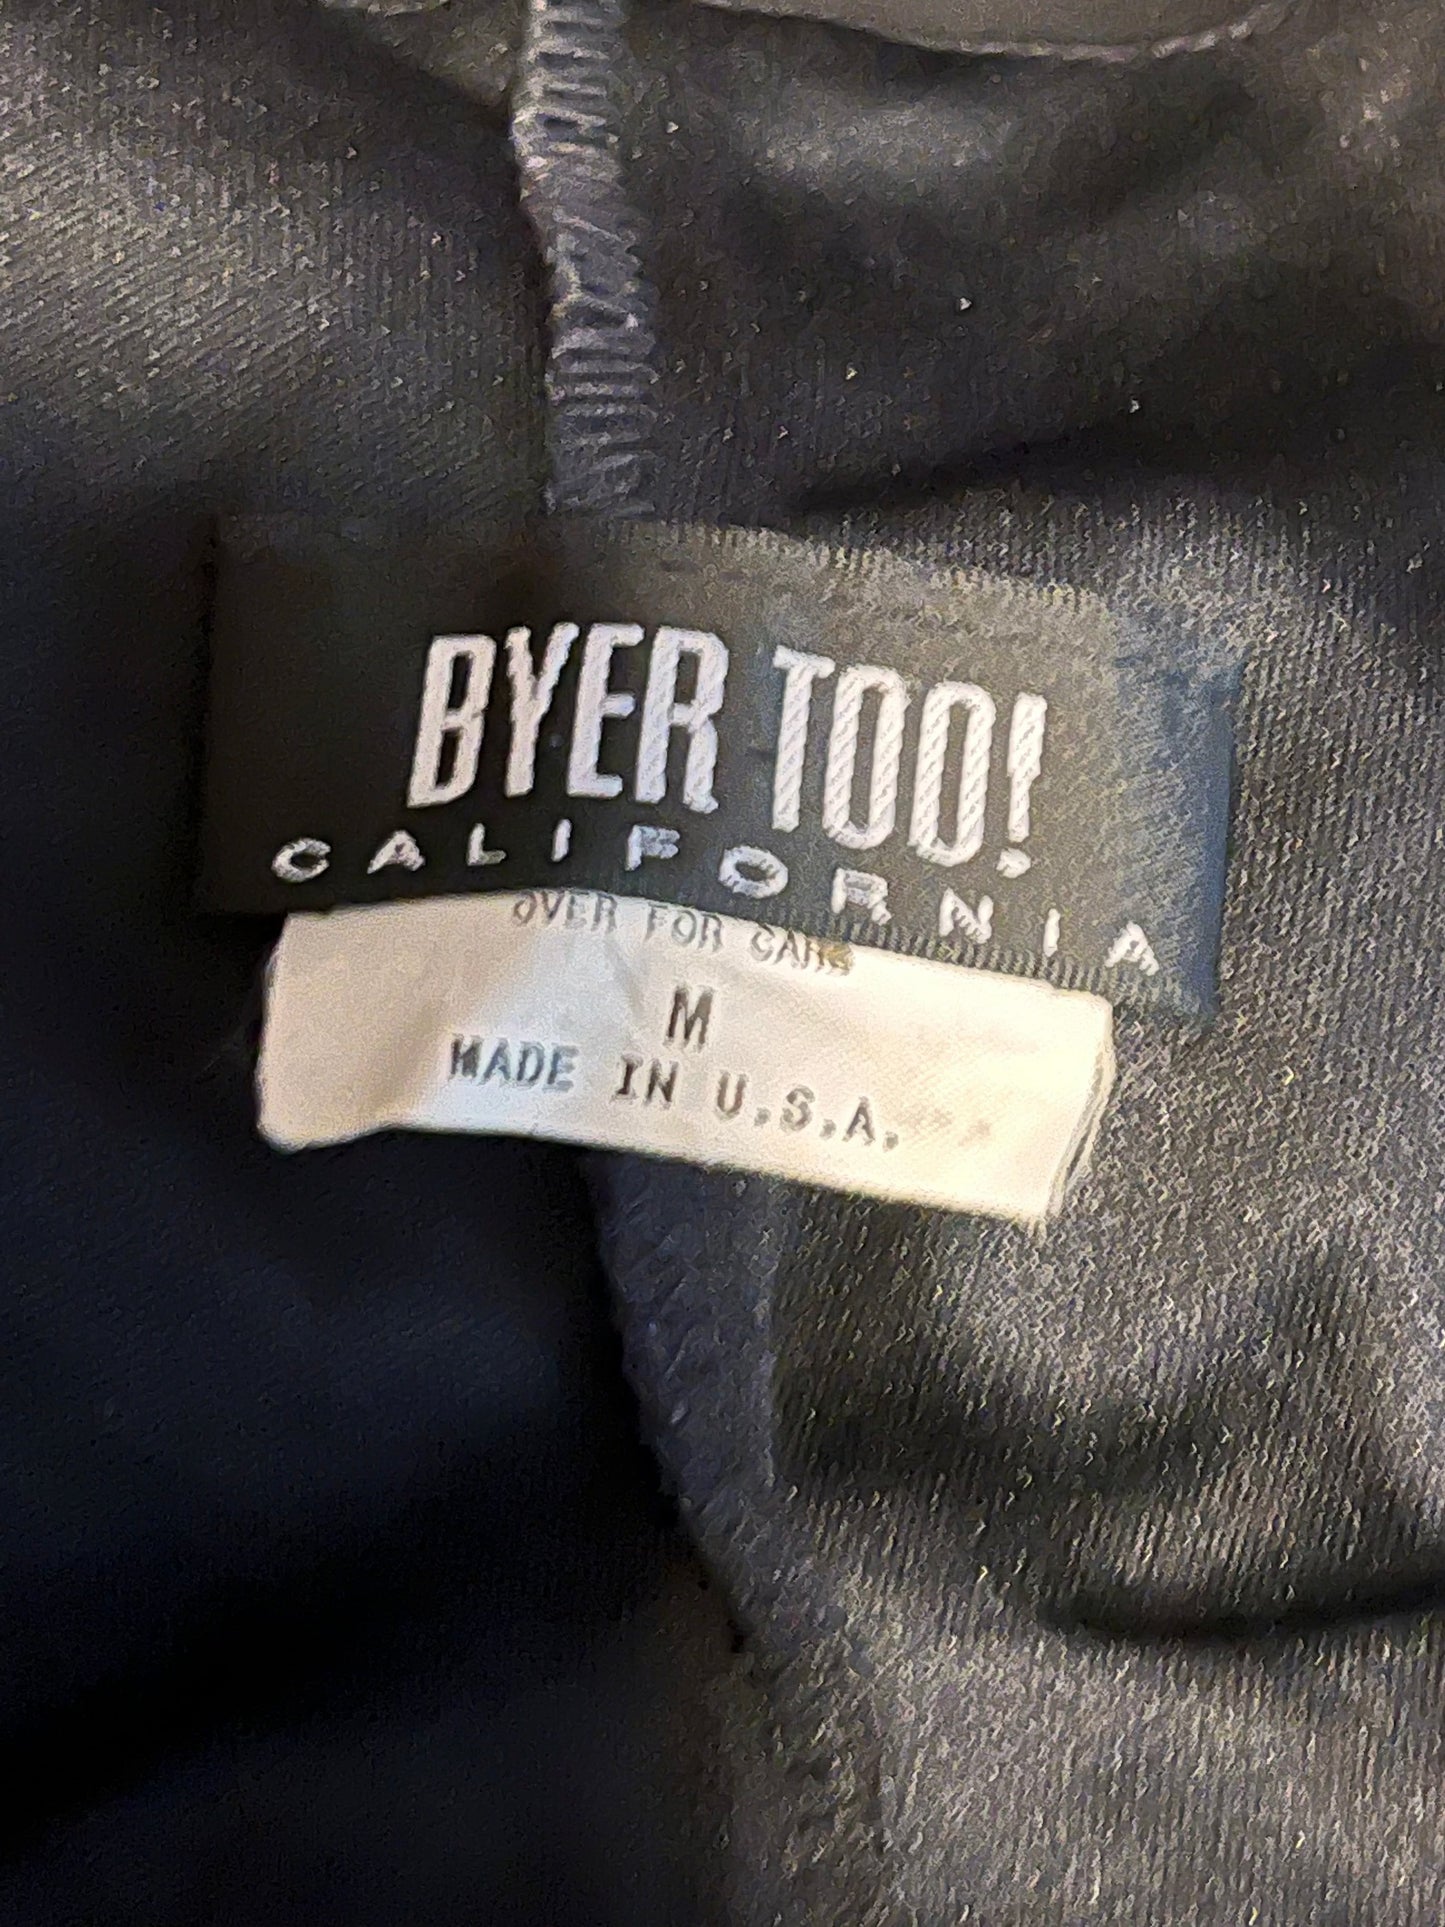 BYER TOO!
CALIFORNIA
OVER FOR CARE
M
MADE IN U.S.A.